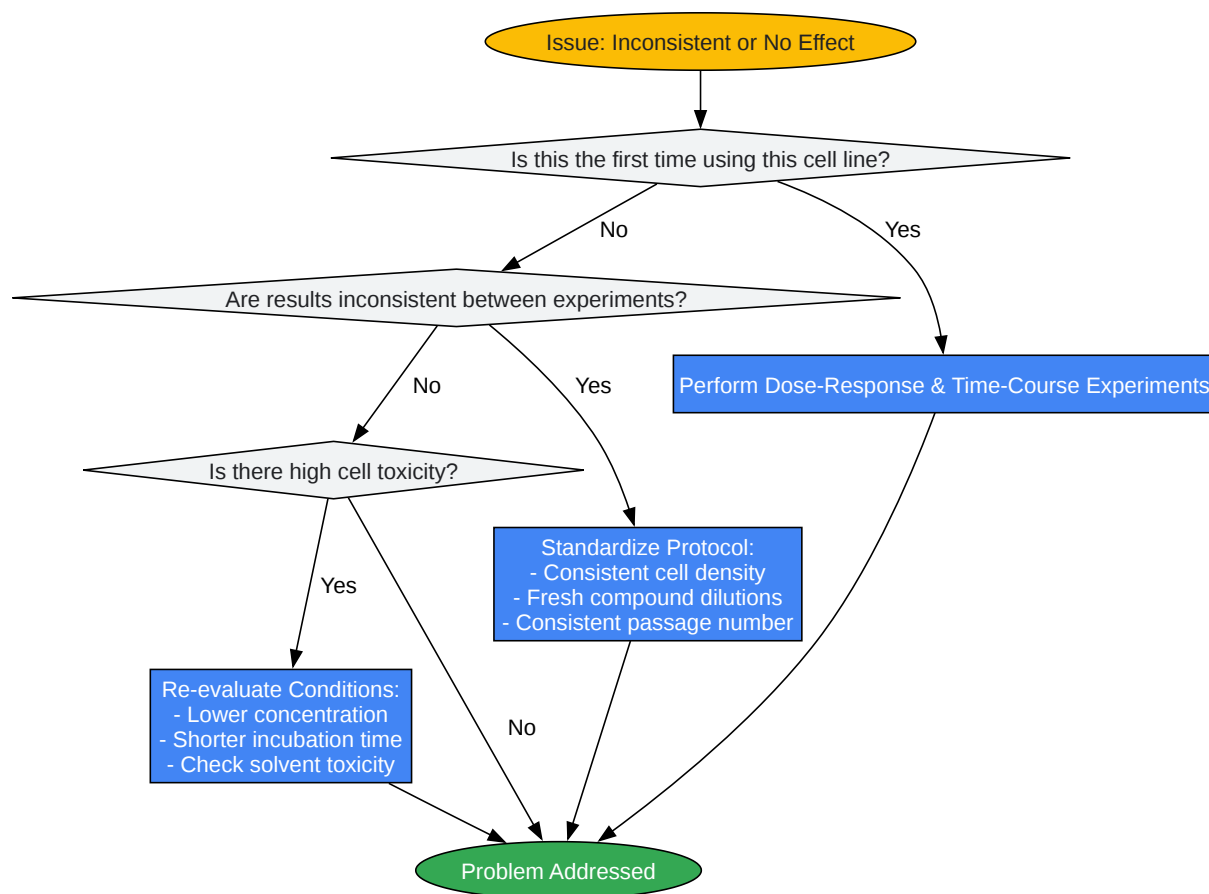 Issue: Inconsistent or No Effect
Is this the first time using this cell line?
No
Yes
Are results inconsistent between experiments?
No
Yes
Perform Dose-Response & Time-Course Experiments
Is there high cell toxicity?
Standardize Protocol:
- Consistent cell density
- Fresh compound dilutions
- Consistent passage number
Yes
No
Re-evaluate Conditions:
- Lower concentration
- Shorter incubation time
- Check solvent toxicity
Problem Addressed